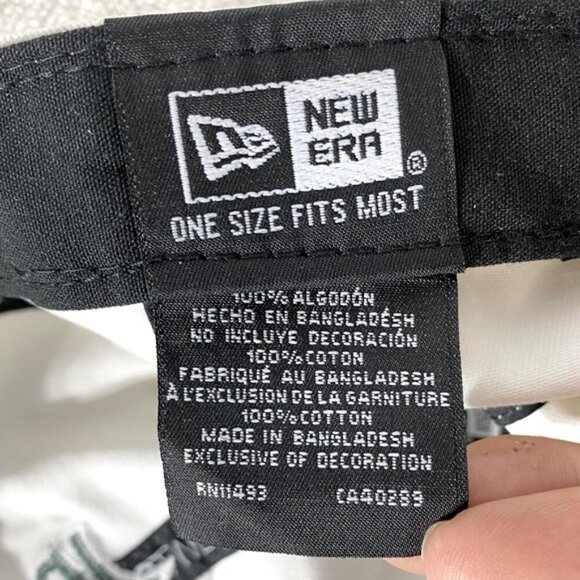 NEW
ERA®
ONE SIZE FITS MOST
100% ALGODÓN
HECHO EN BANGLADÉSH
NO INCLUYE DECORACIÓN
100% COTON
FABRIQUÉ AU BANGLADESH
À L'EXCLUSION DE LA GARNITURE
100% COTTON
MADE IN BANGLADESH
EXCLUSIVE OF DECORATION
RN11493 CA40289